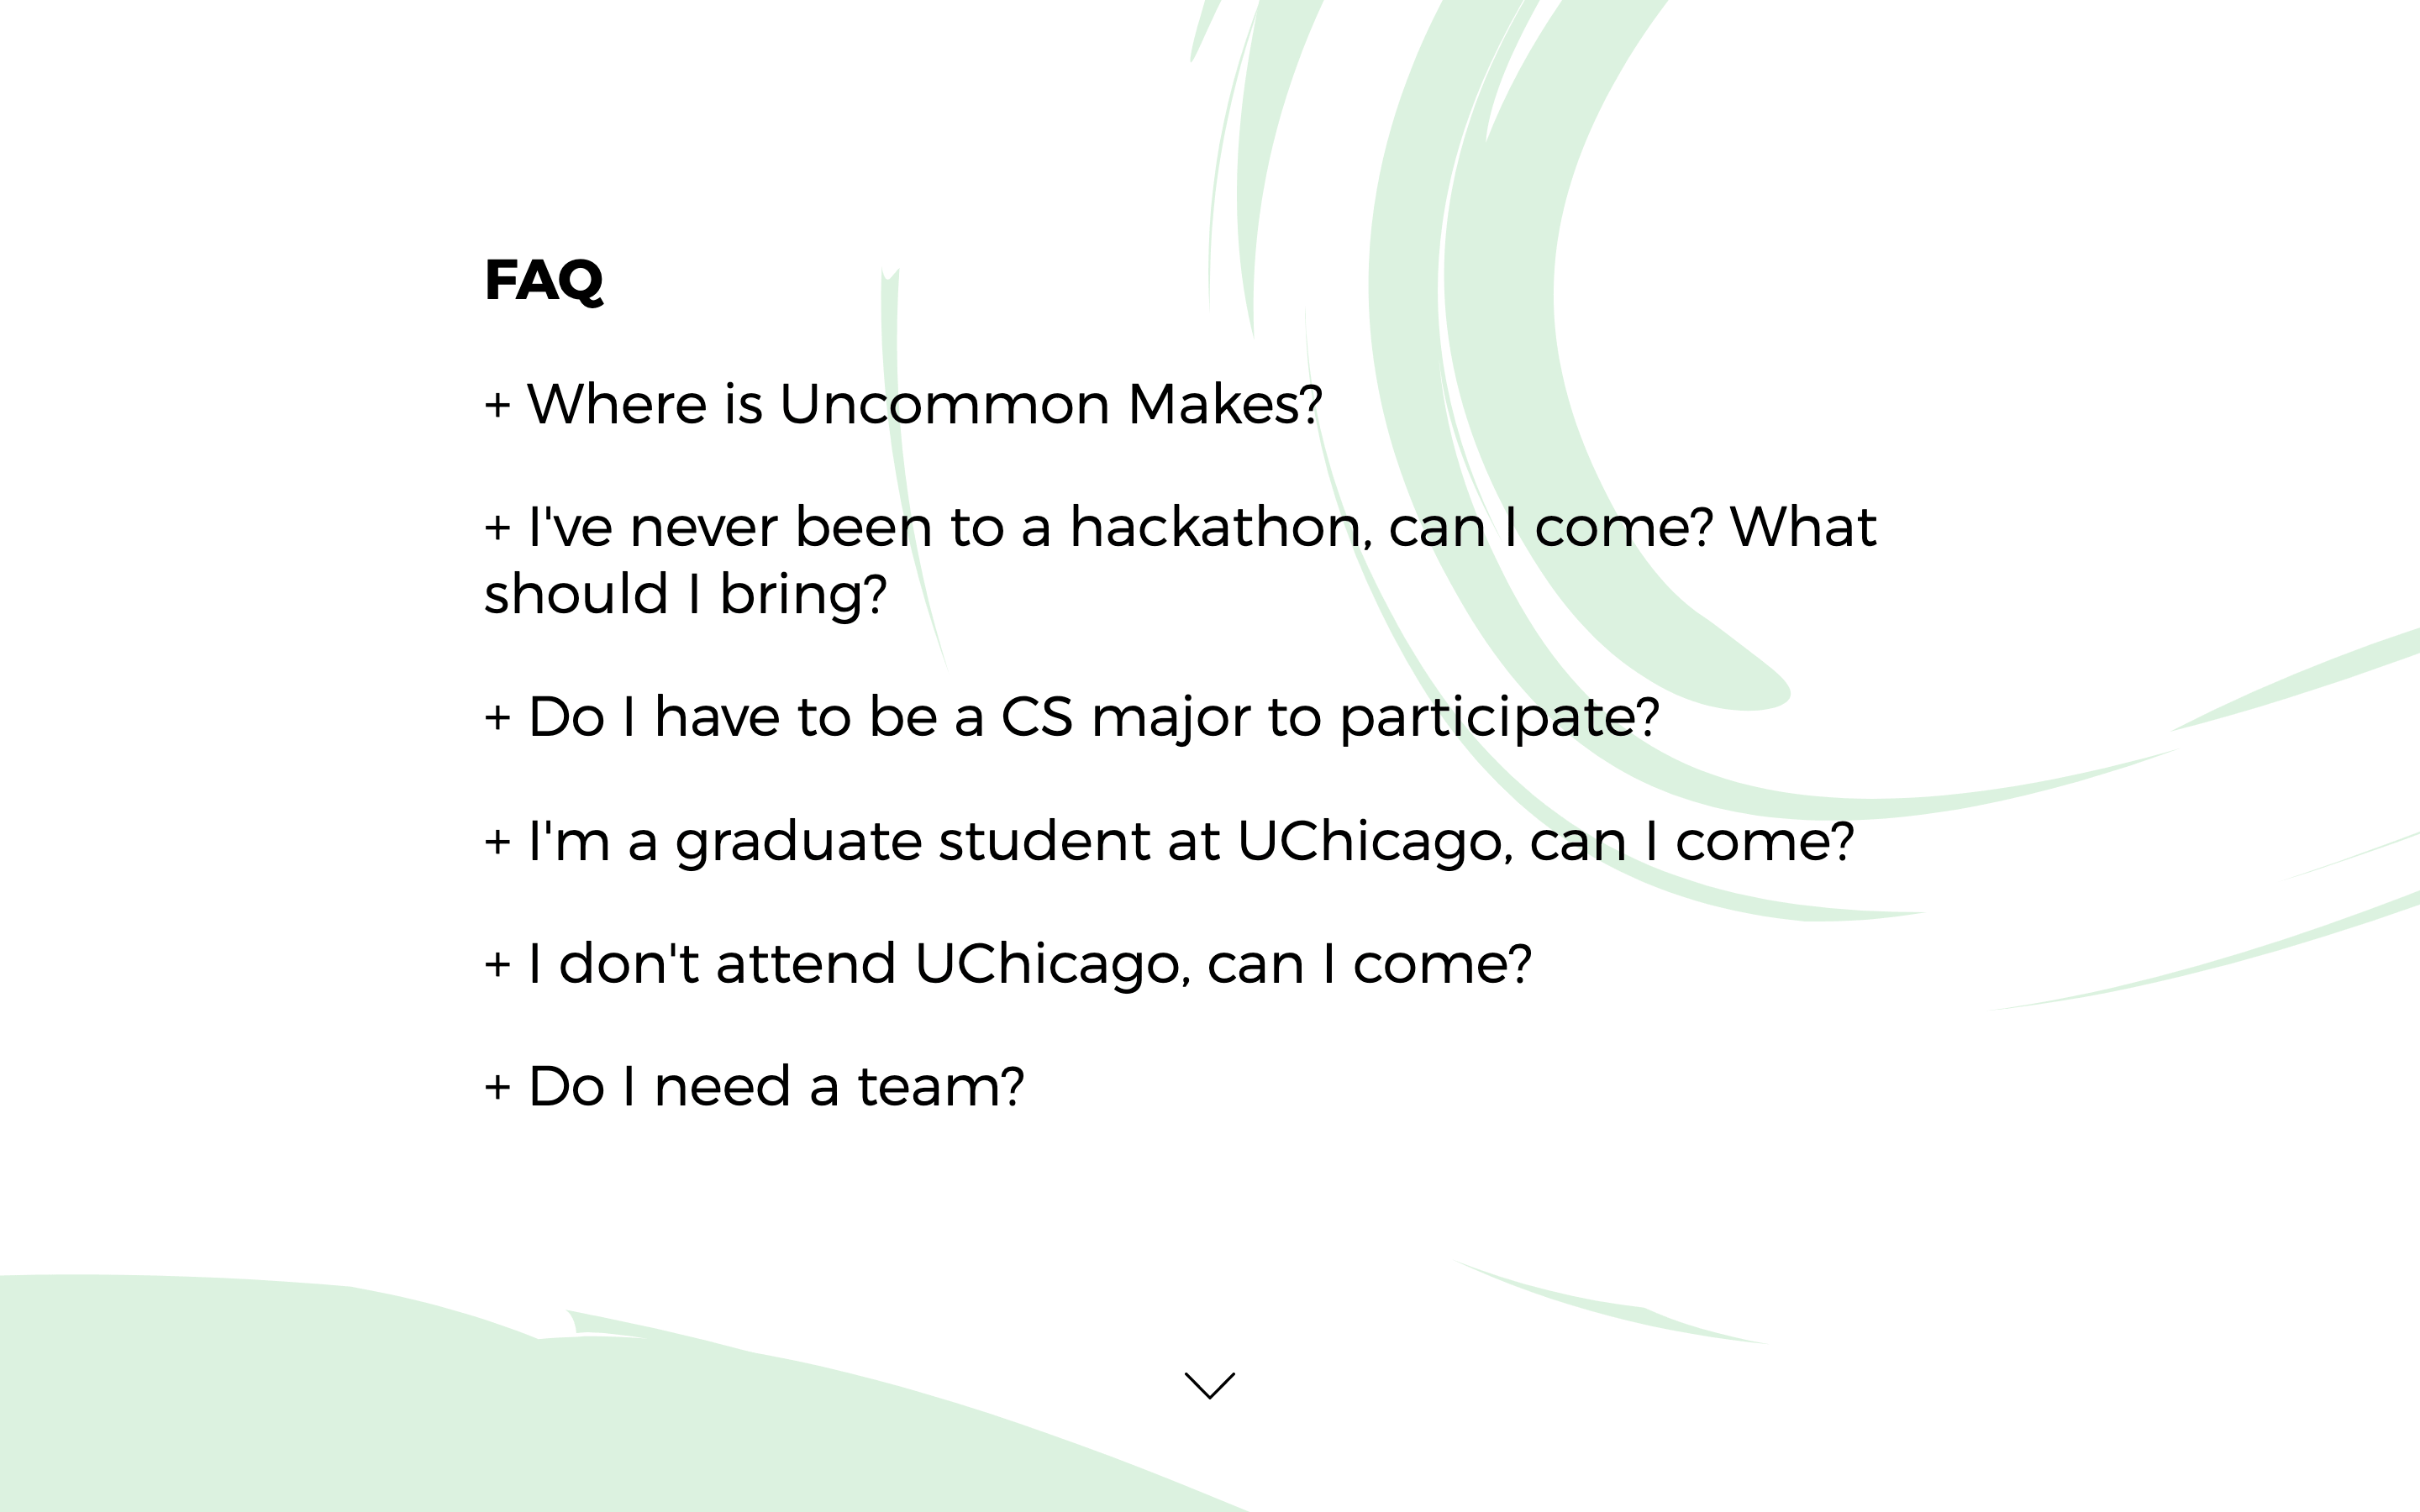 FAQ
+ Where is Uncommon Makes?
+ I've never been to a hackathon, can I come? What
should I bring?
+ Do I have to be a CS major to participate?
+ I'm a graduate student at UChicago, can I come?
+ I don't attend UChicago, can I come?
+ Do I need a team?